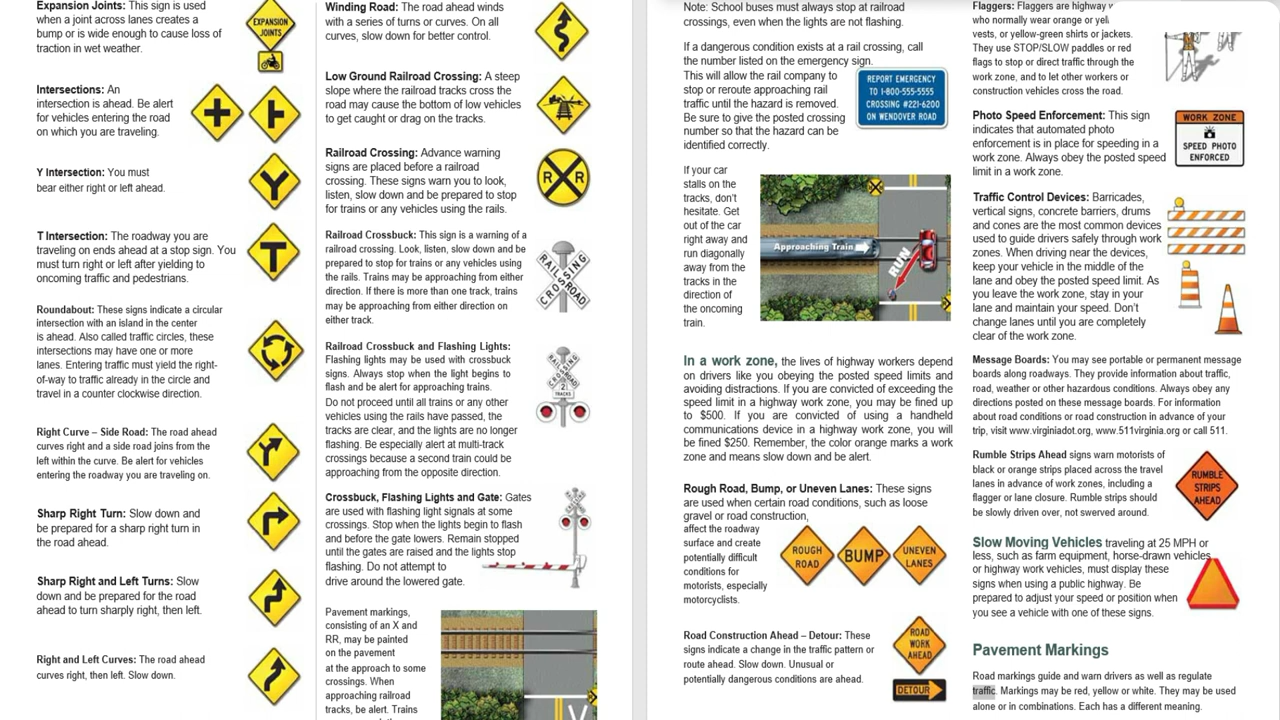 Expansion Joints: This sign is used
when a joint across lanes creates a
bump or is wide enough to cause loss of
traction in wet weather.
EXPANSION
JOINTS
Intersections: An
intersection is ahead. Be alert
for vehicles entering the road
on which you are traveling.
Y Intersection: You must
bear either right or left ahead.
T Intersection: The roadway you are
traveling on ends ahead at a stop sign. You
must turn right or left after yielding to
oncoming traffic and pedestrians.
Roundabout: These signs indicate a circular
intersection with an island in the center
is ahead. Also called traffic circles, these
intersections may have one or more
lanes. Entering traffic must yield the right-
of-way to traffic already in the circle and
travel in a counter clockwise direction.
Right Curve – Side Road: The road ahead
curves right and a side road joins from the
left within the curve. Be alert for vehicles
entering the roadway you are traveling on.
Sharp Right Turn: Slow down and
be prepared for a sharp right turn in
the road ahead.
Sharp Right and Left Turns: Slow
down and be prepared for the road
ahead to turn sharply right, then left.
Right and Left Curves: The road ahead
curves right, then left. Slow down.
Winding Road: The road ahead winds
with a series of turns or curves. On all
curves, slow down for better control.
Low Ground Railroad Crossing: A steep
slope where the railroad tracks cross the
road may cause the bottom of low vehicles
to get caught or drag on the tracks.
Railroad Crossing: Advance warning
signs are placed before a railroad
crossing. These signs warn you to look,
listen, slow down and be prepared to stop
for trains or any vehicles using the rails.
R R
Railroad Crossbuck: This sign is a warning of a
railroad crossing. Look, listen, slow down and be
prepared to stop for trains or any vehicles using
the rails. Trains may be approaching from either
direction. If there is more than one track, trains
may be approaching from either direction on
either track.
RAILROAD
CROSSING
Railroad Crossbuck and Flashing Lights:
Flashing lights may be used with crossbuck
signs. Always stop when the light begins to
flash and be alert for approaching trains.
Do not proceed until all trains or any other
vehicles using the rails have passed, the
tracks are clear, and the lights are no longer
flashing. Be especially alert at multi-track
crossings because a second train could be
approaching from the opposite direction.
RAILROAD
CROSSING
2
TRACKS
Crossbuck, Flashing Lights and Gate: Gates
are used with flashing light signals at some
crossings. Stop when the lights begin to flash
and before the gate lowers. Remain stopped
until the gates are raised and the lights stop
flashing. Do not attempt to
drive around the lowered gate.
Pavement markings,
consisting of an X and
RR, may be painted
on the pavement
at the approach to some
crossings. When
approaching railroad
tracks, be alert. Trains
Note: School buses must always stop at railroad
crossings, even when the lights are not flashing.
If a dangerous condition exists at a rail crossing, call
the number listed on the emergency sign.
This will allow the rail company to
stop or reroute approaching rail
traffic until the hazard is removed.
Be sure to give the posted crossing
number so that the hazard can be
identified correctly.
REPORT EMERGENCY
TO 1-800-555-5555
CROSSING #221-6200
ON WENDOVER ROAD
If your car
stalls on the
tracks, don't
hesitate. Get
out of the car
right away and
run diagonally
away from the
tracks in the
direction of
the oncoming
train.
Approaching Train
RUN
In a work zone, the lives of highway workers depend
on drivers like you obeying the posted speed limits and
avoiding distractions. If you are convicted of exceeding the
speed limit in a highway work zone, you may be fined up
to $500. If you are convicted of using a handheld
communications device in a highway work zone, you will
be fined $250. Remember, the color orange marks a work
zone and means slow down and be alert.
Rough Road, Bump, or Uneven Lanes: These signs
are used when certain road conditions, such as loose
gravel or road construction,
affect the roadway
surface and create
potentially difficult
conditions for
motorists, especially
motorcyclists.
ROUGH
ROAD
BUMP
UNEVEN
LANES
Road Construction Ahead – Detour: These
signs indicate a change in the traffic pattern or
route ahead. Slow down. Unusual or
potentially dangerous conditions are ahead.
ROAD
WORK
AHEAD
DETOUR
Flaggers: Flaggers are highway
who normally wear orange or
vests, or yellow-green shirts or jackets.
They use STOP/SLOW paddles or red
flags to stop or direct traffic through the
work zone, and to let other workers or
construction vehicles cross the road.
Photo Speed Enforcement: This sign
indicates that automated photo
enforcement is in place for speeding in a
work zone. Always obey the posted speed
limit in a work zone.
WORK ZONE
SPEED PHOTO
ENFORCED
Traffic Control Devices: Barricades,
vertical signs, concrete barriers, drums
and cones are the most common devices
used to guide drivers safely through work
zones. When driving near the devices,
keep your vehicle in the middle of the
lane and obey the posted speed limit. As
you leave the work zone, stay in your
lane and maintain your speed. Don't
change lanes until you are completely
clear of the work zone.
Message Boards: You may see portable or permanent message
boards along roadways. They provide information about traffic,
road, weather or other hazardous conditions. Always obey any
directions posted on these message boards. For information
about road conditions or road construction in advance of your
trip, visit www.virginiadot.org, www.511virginia.org or call 511.
Rumble Strips Ahead signs warn motorists of
black or orange strips placed across the travel
lanes in advance of work zones, including a
flagger or lane closure. Rumble strips should
be slowly driven over, not swerved around.
RUMBLE
STRIPS
AHEAD
Slow Moving Vehicles traveling at 25 MPH or
less, such as farm equipment, horse-drawn vehicles
or highway work vehicles, must display these
signs when using a public highway. Be
prepared to adjust your speed or position when
you see a vehicle with one of these signs.
Pavement Markings
Road markings guide and warn drivers as well as regulate
traffic. Markings may be red, yellow or white. They may be used
alone or in combinations. Each has a different meaning.